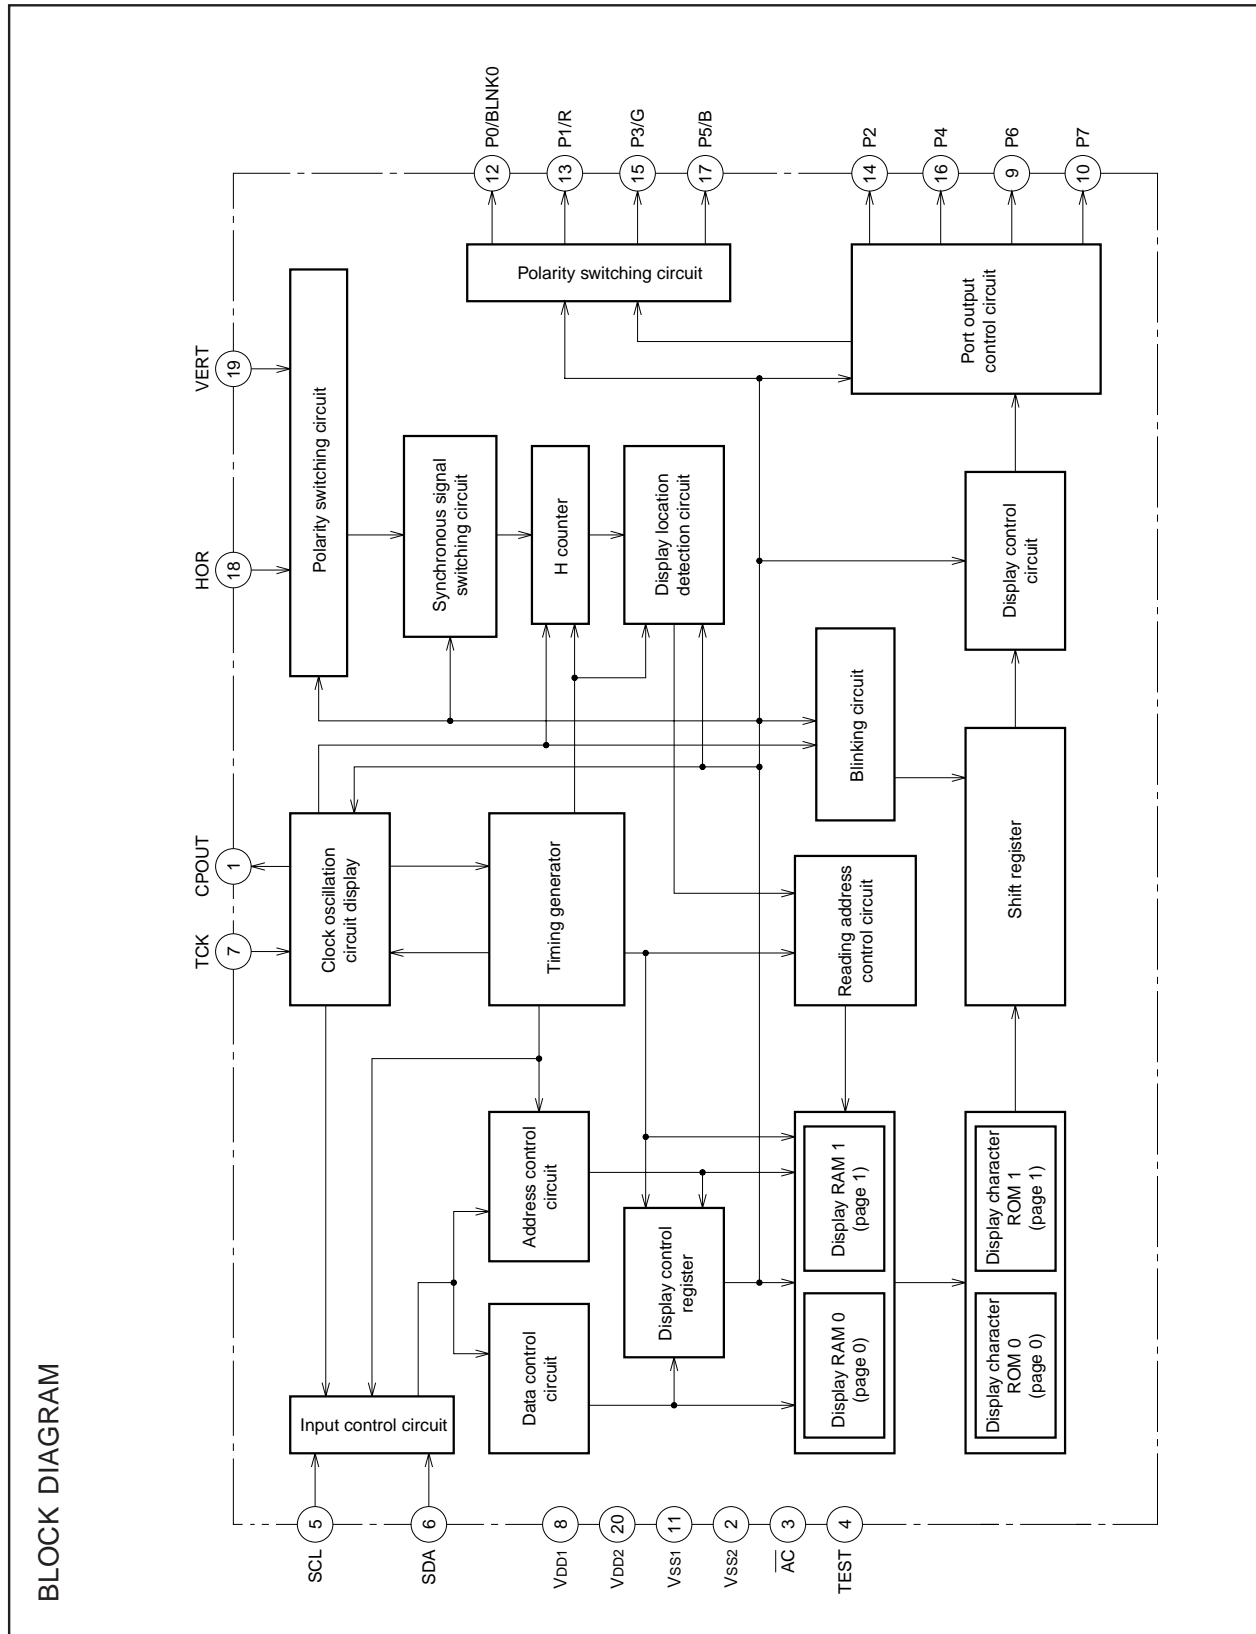 BLOCK DIAGRAM
TCK
7
CPOUT
1
HOR
18
VERT
19
SCL
5
SDA
6
VDD1
8
VDD2
20
VSS1
11
VSS2
2
AC
3
TEST
4
Input control circuit
Clock oscillation
circuit display
Polarity switching circuit
Synchronous signal
switching circuit
Data control
circuit
Address control
circuit
Timing generator
H counter
Display location
detection circuit
Display control
register
Polarity switching circuit
12
P0/BLNK0
13
P1/R
15
P3/G
17
P5/B
Display RAM 0
(page 0)
Display RAM 1
(page 1)
Reading address
control circuit
Blinking circuit
Display character
ROM 0
(page 0)
Display character
ROM 1
(page 1)
Shift register
Display control
circuit
Port output
control circuit
14
P2
16
P4
9
P6
10
P7